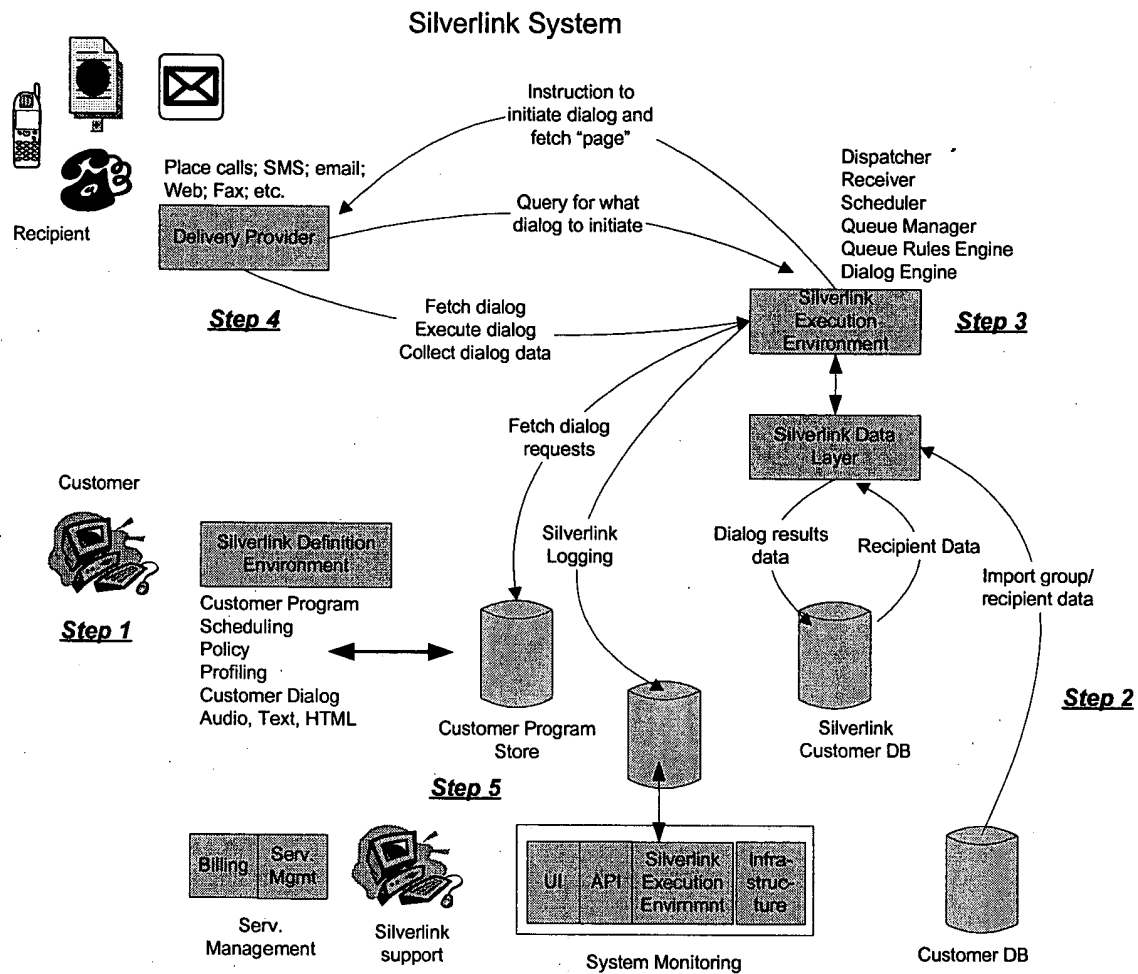 Silverlink System
Instruction to
initiate dialog and
fetch “page”
Place calls; SMS; email;
Web; Fax; etc.
Recipient
Delivery Provider
Query for what
dialog to initiate
Dispatcher
Receiver
Scheduler
Queue Manager
Queue Rules Engine
Dialog Engine
Step 4
Fetch dialog
Execute dialog
Collect dialog data
Silverlink
Execution
Environment
Step 3
Fetch dialog
requests
Silverlink Data
Layer
Customer
Silverlink Definition
Environment
Silverlink
Logging
Dialog results
data
Recipient Data
Import group/
recipient data
Step 1
Customer Program
Scheduling
Policy
Profiling
Customer Dialog
Audio, Text, HTML
Customer Program
Store
Silverlink
Customer DB
Step 2
Step 5
Billing
Serv.
Mgmt
Serv.
Management
Silverlink
support
UI
API
Silverlink
Execution
Envirnmnt
Infra-
struc-
ture
System Monitoring
Customer DB